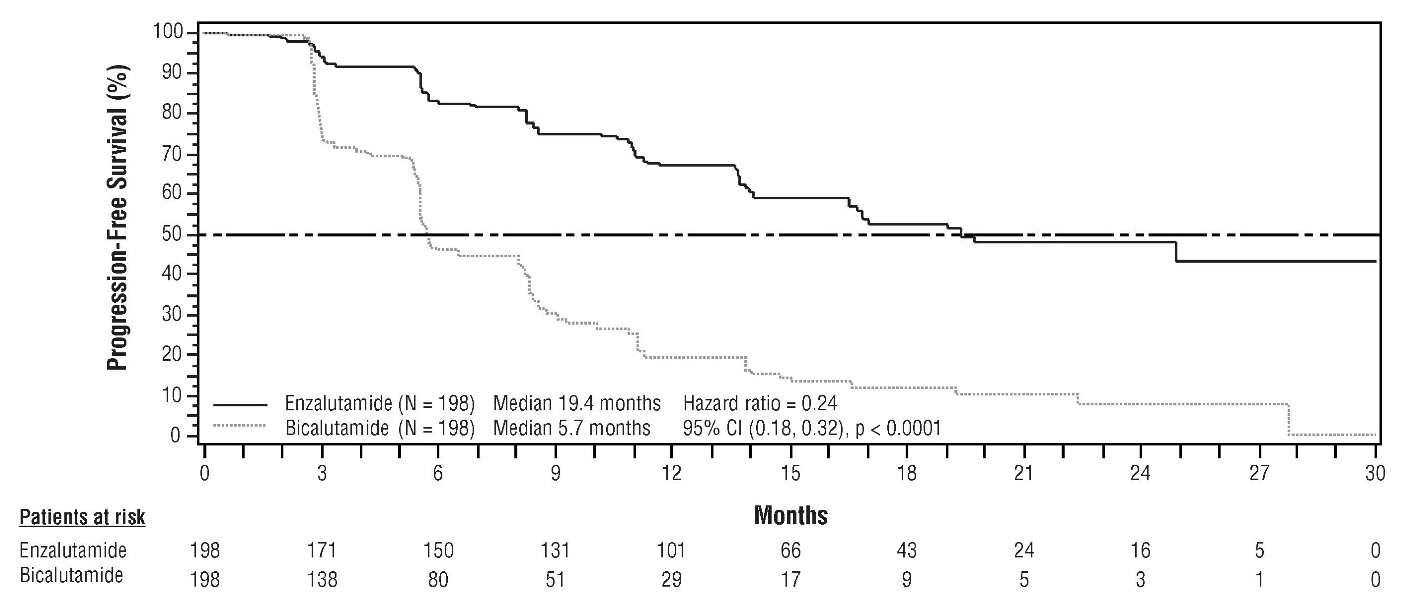 Progression-Free Survival (%)
100
90
80
70
60
50
40
30
20
10
0
Enzalutamide (N = 198) Median 19.4 months Hazard ratio = 0.24
Bicalutamide (N = 198) Median 5.7 months 95% CI (0.18, 0.32), p < 0.0001
0 3 6 9 12 15 18 21 24 27 30
Months
Patients at risk
Enzalutamide 198 171 150 131 101 66 43 24 16 5 0
Bicalutamide 198 138 80 51 29 17 9 5 3 1 0